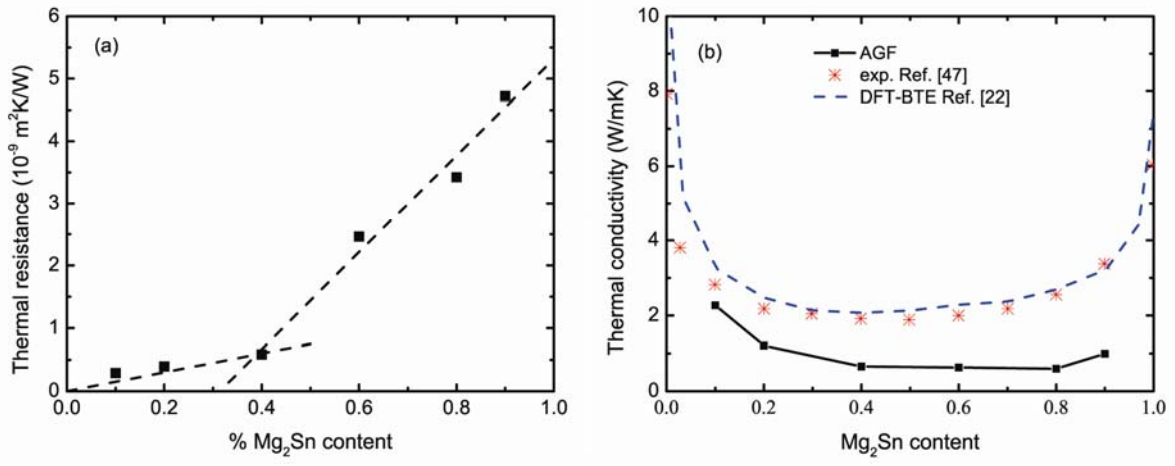 (a)
6
5
4
3
2
1
0
0.0 0.2 0.4 0.6 0.8 1.0
Thermal resistance (10⁻⁹ m²K/W)
% Mg₂Sn content
(b)
AGF
exp. Ref. [47]
DFT-BTE Ref. [22]
10
8
6
4
2
0
0.0 0.2 0.4 0.6 0.8 1.0
Thermal conductivity (W/mK)
Mg₂Sn content